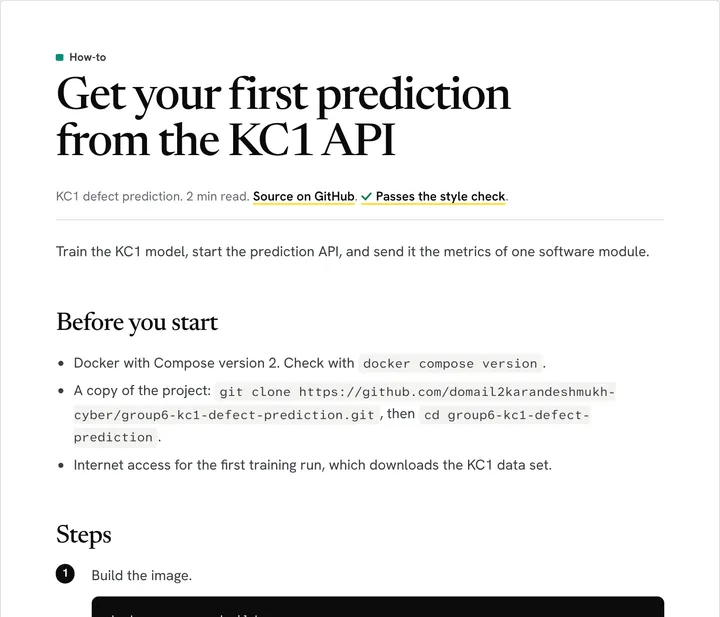 How-to
Get your first prediction
from the KC1 API
KC1 defect prediction. 2 min read. Source on GitHub. ✓ Passes the style check.
Train the KC1 model, start the prediction API, and send it the metrics of one software module.
Before you start
• Docker with Compose version 2. Check with docker compose version .
• A copy of the project: git clone https://github.com/domail2karandeshmukh-
cyber/group6-kc1-defect-prediction.git , then cd group6-kc1-defect-
prediction .
• Internet access for the first training run, which downloads the KC1 data set.
Steps
1 Build the image.